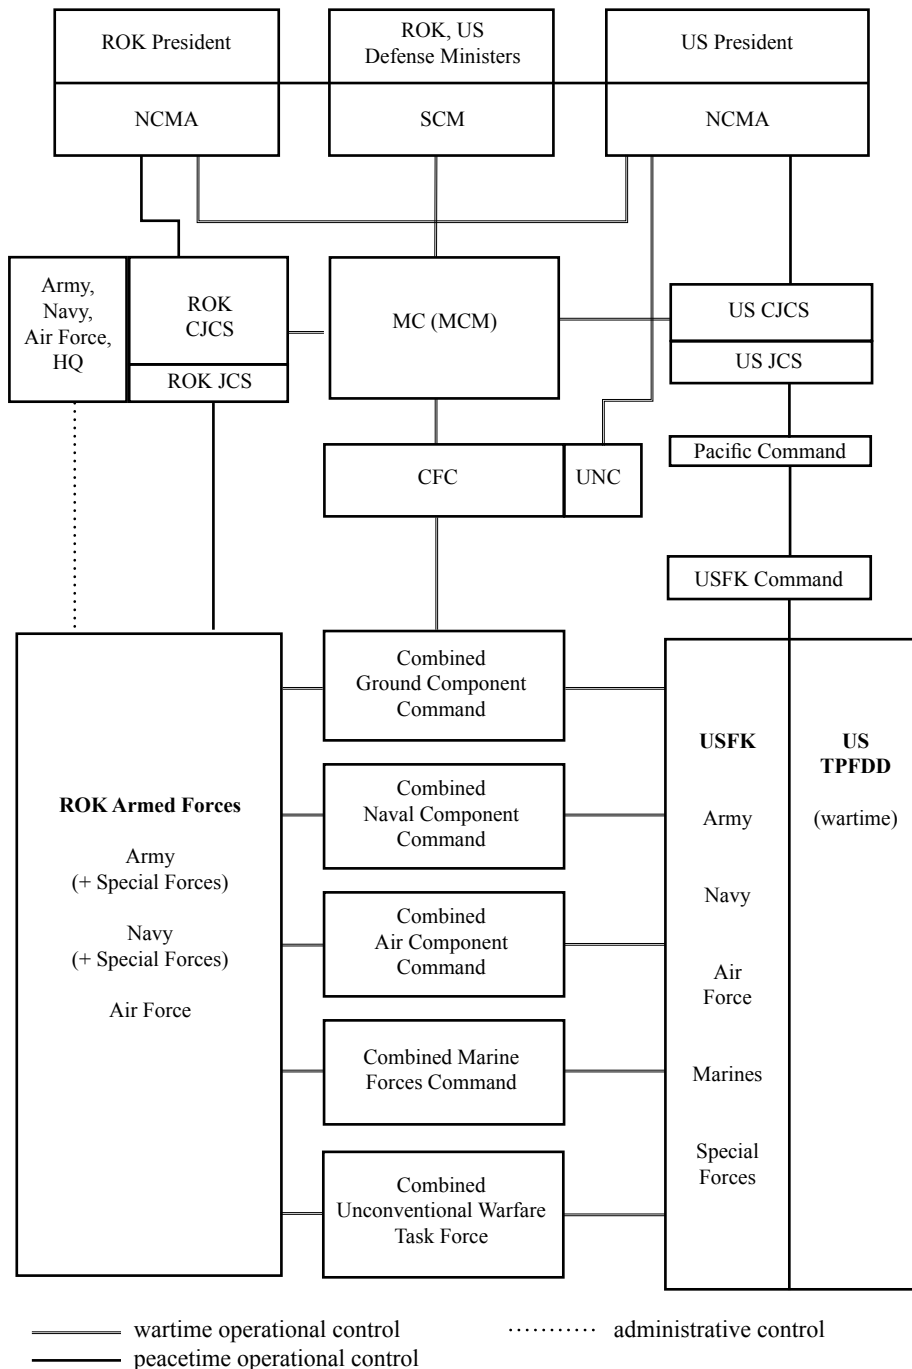 ROK President
ROK, US
Defense Ministers
US President
NCMA
SCM
NCMA
Army,
Navy,
Air Force,
HQ
ROK
CJCS
ROK JCS
MC (MCM)
US CJCS
US JCS
CFC
UNC
Pacific Command
USFK Command
ROK Armed Forces
Army
(+ Special Forces)
Navy
(+ Special Forces)
Air Force
Combined
Ground Component
Command
Combined
Naval Component
Command
Combined
Air Component
Command
Combined Marine
Forces Command
Combined
Unconventional Warfare
Task Force
USFK
Army
Navy
Air
Force
Marines
Special
Forces
US
TPFDD
(wartime)
wartime operational control
administrative control
peacetime operational control